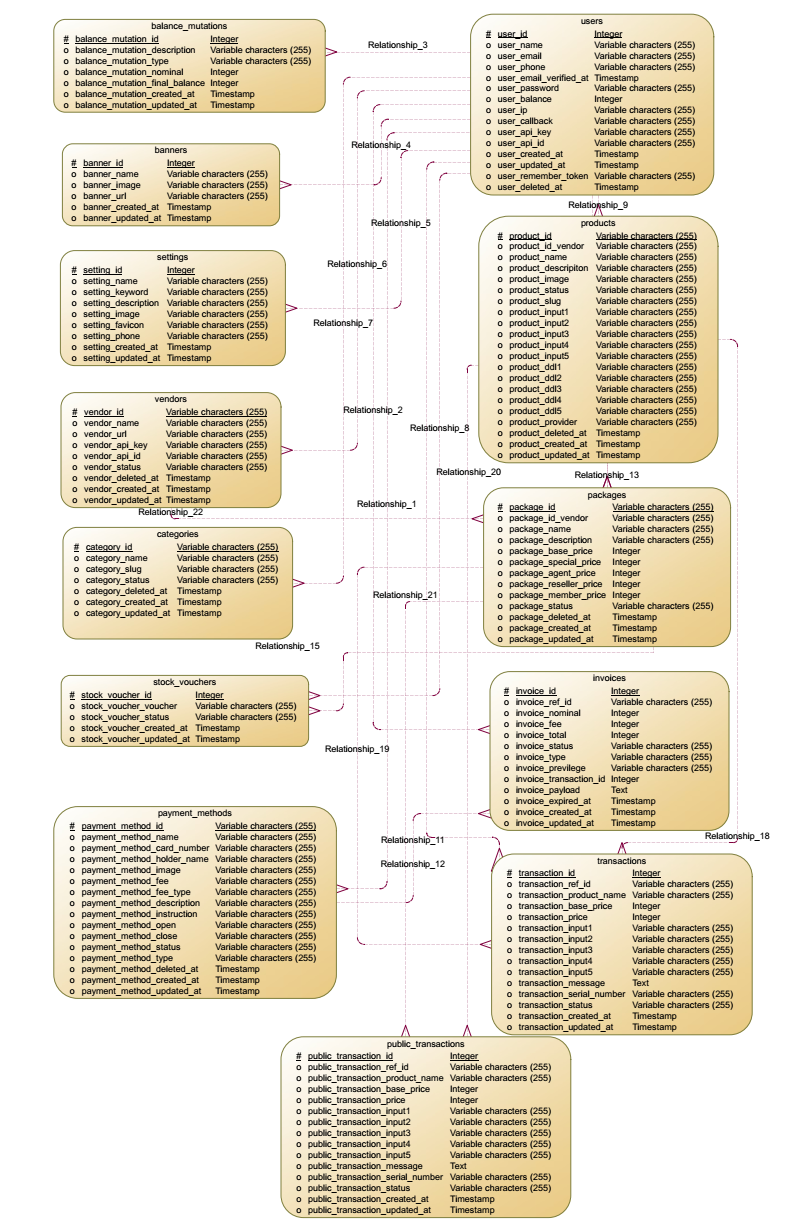 balance_mutations
# balance_mutation_id Integer
o balance_mutation_description Variable characters (255)
o balance_mutation_type Variable characters (255)
o balance_mutation_nominal Integer
o balance_mutation_final_balance Integer
o balance_mutation_created_at Timestamp
o balance_mutation_updated_at Timestamp
Relationship_3
users
# user_id Integer
o user_name Variable characters (255)
o user_email Variable characters (255)
o user_phone Variable characters (255)
o user_email_verified_at Timestamp
o user_password Variable characters (255)
o user_balance Integer
o user_ip Variable characters (255)
o user_callback Variable characters (255)
o user_api_key Variable characters (255)
o user_api_id Variable characters (255)
o user_created_at Timestamp
o user_updated_at Timestamp
o user_remember_token Variable characters (255)
o user_deleted_at Timestamp
Relationship_4
banners
# banner_id Integer
o banner_name Variable characters (255)
o banner_image Variable characters (255)
o banner_url Variable characters (255)
o banner_created_at Timestamp
o banner_updated_at Timestamp
Relationship_9
Relationship_5
products
# product_id Variable characters (255)
o product_id_vendor Variable characters (255)
o product_name Variable characters (255)
o product_descripiton Variable characters (255)
o product_image Variable characters (255)
o product_status Variable characters (255)
o product_slug Variable characters (255)
o product_input1 Variable characters (255)
o product_input2 Variable characters (255)
o product_input3 Variable characters (255)
o product_input4 Variable characters (255)
o product_input5 Variable characters (255)
o product_ddl1 Variable characters (255)
o product_ddl2 Variable characters (255)
o product_ddl3 Variable characters (255)
o product_ddl4 Variable characters (255)
o product_ddl5 Variable characters (255)
o product_provider Variable characters (255)
o product_deleted_at Timestamp
o product_created_at Timestamp
o product_updated_at Timestamp
settings
# setting_id Integer
o setting_name Variable characters (255)
o setting_keyword Variable characters (255)
o setting_description Variable characters (255)
o setting_image Variable characters (255)
o setting_favicon Variable characters (255)
o setting_phone Variable characters (255)
o setting_created_at Timestamp
o setting_updated_at Timestamp
Relationship_6
Relationship_7
vendors
# vendor_id Variable characters (255)
o vendor_name Variable characters (255)
o vendor_url Variable characters (255)
o vendor_api_key Variable characters (255)
o vendor_api_id Variable characters (255)
o vendor_status Variable characters (255)
o vendor_deleted_at Timestamp
o vendor_created_at Timestamp
o vendor_updated_at Timestamp
Relationship_2
Relationship_8
Relationship_20
Relationship_13
Relationship_1
Relationship_22
packages
# package_id Variable characters (255)
o package_id_vendor Variable characters (255)
o package_name Variable characters (255)
o package_description Variable characters (255)
o package_base_price Integer
o package_special_price Integer
o package_agent_price Integer
o package_reseller_price Integer
o package_member_price Integer
o package_status Variable characters (255)
o package_deleted_at Timestamp
o package_created_at Timestamp
o package_updated_at Timestamp
categories
# category_id Variable characters (255)
o category_name Variable characters (255)
o category_slug Variable characters (255)
o category_status Variable characters (255)
o category_deleted_at Timestamp
o category_created_at Timestamp
o category_updated_at Timestamp
Relationship_21
Relationship_15
stock_vouchers
# stock_voucher_id Integer
o stock_voucher_voucher Variable characters (255)
o stock_voucher_status Variable characters (255)
o stock_voucher_created_at Timestamp
o stock_voucher_updated_at Timestamp
Relationship_19
invoices
# invoice_id Integer
o invoice_ref_id Variable characters (255)
o invoice_nominal Integer
o invoice_fee Integer
o invoice_total Integer
o invoice_status Variable characters (255)
o invoice_type Variable characters (255)
o invoice_previlege Variable characters (255)
o invoice_transaction_id Integer
o invoice_payload Text
o invoice_expired_at Timestamp
o invoice_created_at Timestamp
o invoice_updated_at Timestamp
payment_methods
# payment_method_id Variable characters (255)
o payment_method_name Variable characters (255)
o payment_method_card_number Variable characters (255)
o payment_method_holder_name Variable characters (255)
o payment_method_image Variable characters (255)
o payment_method_fee Variable characters (255)
o payment_method_fee_type Variable characters (255)
o payment_method_description Variable characters (255)
o payment_method_instruction Variable characters (255)
o payment_method_open Variable characters (255)
o payment_method_close Variable characters (255)
o payment_method_status Variable characters (255)
o payment_method_type Variable characters (255)
o payment_method_deleted_at Timestamp
o payment_method_created_at Timestamp
o payment_method_updated_at Timestamp
Relationship_11
Relationship_12
Relationship_18
transactions
# transaction_id Integer
o transaction_ref_id Variable characters (255)
o transaction_product_name Variable characters (255)
o transaction_base_price Integer
o transaction_price Integer
o transaction_input1 Variable characters (255)
o transaction_input2 Variable characters (255)
o transaction_input3 Variable characters (255)
o transaction_input4 Variable characters (255)
o transaction_input5 Variable characters (255)
o transaction_message Text
o transaction_serial_number Variable characters (255)
o transaction_status Variable characters (255)
o transaction_created_at Timestamp
o transaction_updated_at Timestamp
public_transactions
# public_transaction_id Integer
o public_transaction_ref_id Variable characters (255)
o public_transaction_product_name Variable characters (255)
o public_transaction_base_price Integer
o public_transaction_price Integer
o public_transaction_input1 Variable characters (255)
o public_transaction_input2 Variable characters (255)
o public_transaction_input3 Variable characters (255)
o public_transaction_input4 Variable characters (255)
o public_transaction_input5 Variable characters (255)
o public_transaction_message Text
o public_transaction_serial_number Variable characters (255)
o public_transaction_status Variable characters (255)
o public_transaction_created_at Timestamp
o public_transaction_updated_at Timestamp